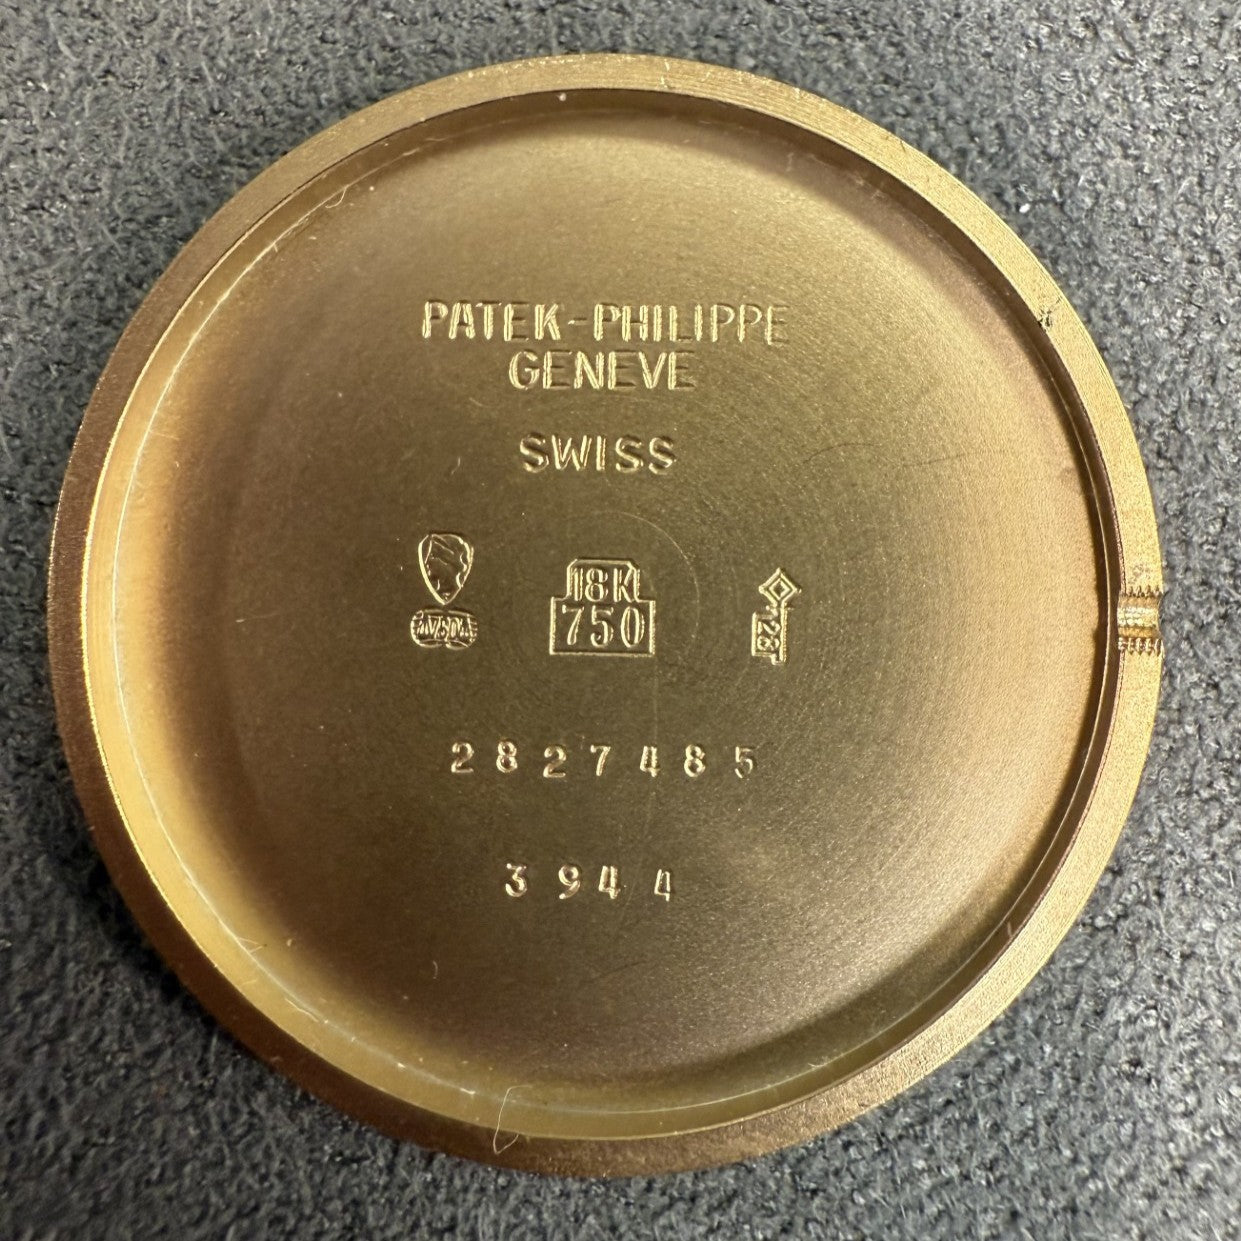 PATEK-PHILIPPE
GENEVE
SWISS
18K
750
2827485
3944